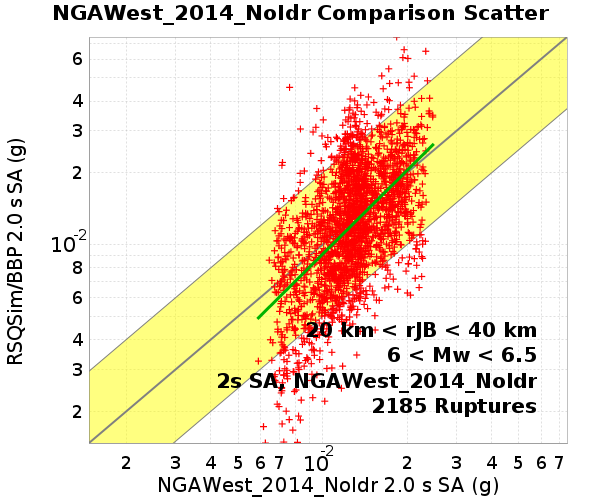 NGAWest_2014_NoIdr Comparison Scatter
6
4
3
2
10-2
8
6
4
3
2
RSQSim/BBP 2.0 s SA (g)
20 km < rJB < 40 km
6 < Mw < 6.5
2s SA, NGAWest_2014_NoIdr
2185 Ruptures
2 3 4 5 6 7 10-2 2 3 4 5 6 7
NGAWest_2014_NoIdr 2.0 s SA (g)